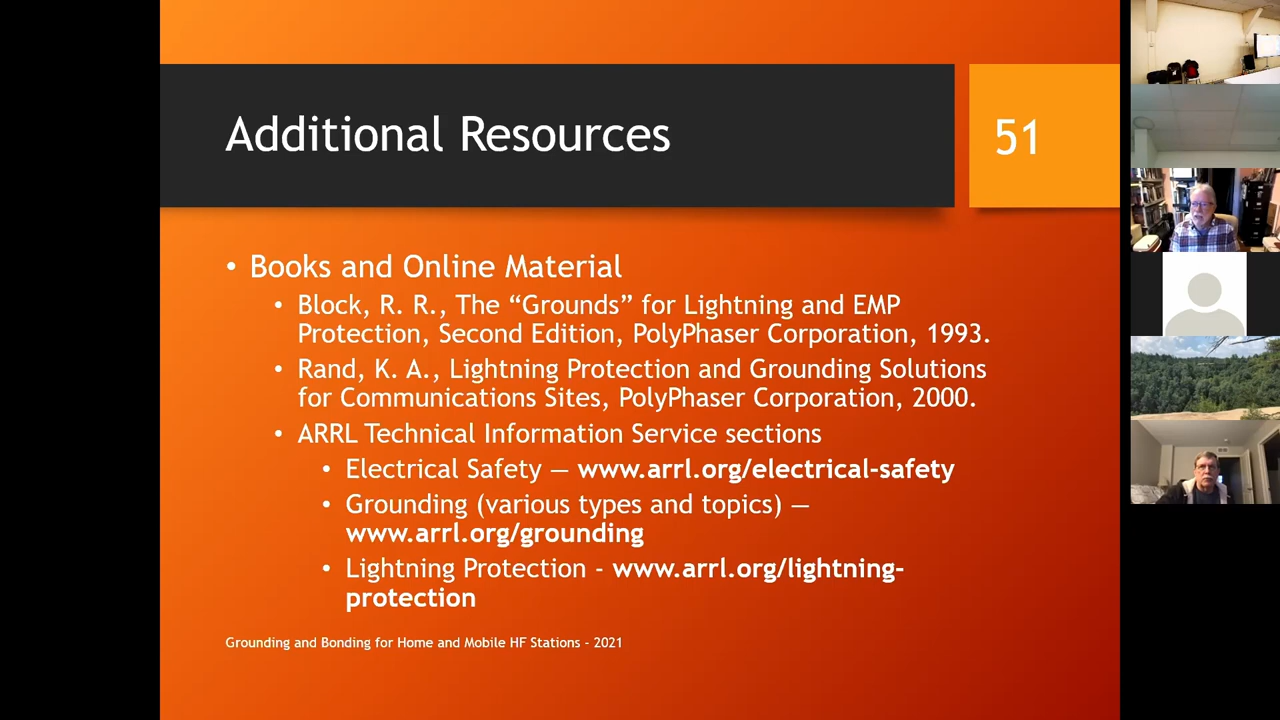 Additional Resources
51
• Books and Online Material
• Block, R. R., The “Grounds” for Lightning and EMP
Protection, Second Edition, PolyPhaser Corporation, 1993.
• Rand, K. A., Lightning Protection and Grounding Solutions
for Communications Sites, PolyPhaser Corporation, 2000.
• ARRL Technical Information Service sections
• Electrical Safety — www.arrl.org/electrical-safety
• Grounding (various types and topics) —
www.arrl.org/grounding
• Lightning Protection - www.arrl.org/lightning-
protection
Grounding and Bonding for Home and Mobile HF Stations - 2021